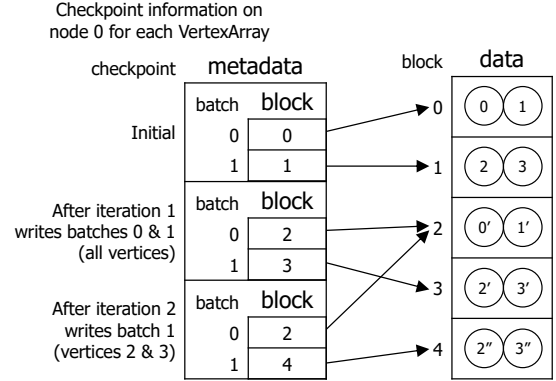 Checkpoint information on
node 0 for each VertexArray
checkpoint metadata block data
batch block
Initial
0 0
1 1
After iteration 1
writes batches 0 & 1
(all vertices)
batch block
0 2
1 3
After iteration 2
writes batch 1
(vertices 2 & 3)
batch block
0 2
1 4
0 0 1
1 2 3
2 0′ 1′
3 2′ 3′
4 2″ 3″